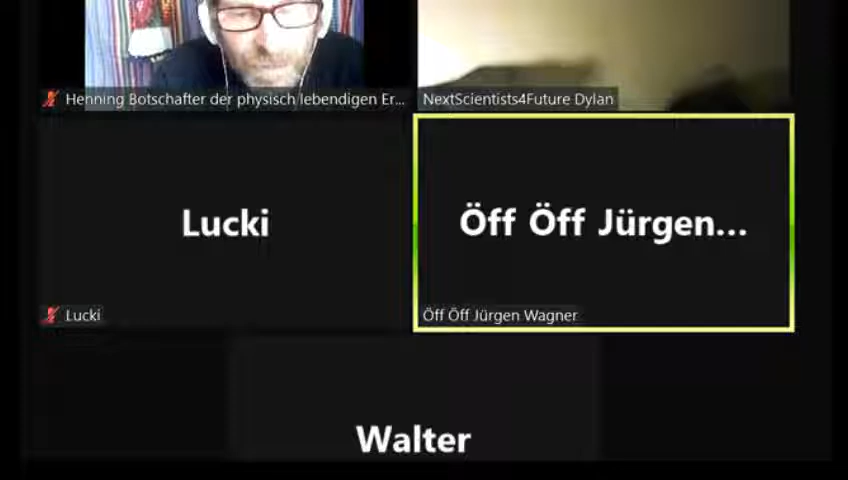 Henning Botschafter der physisch lebendigen Er...
NextScientists4Future Dylan
Lucki
Öff Öff Jürgen...
Lucki
Öff Öff Jürgen Wagner
Walter